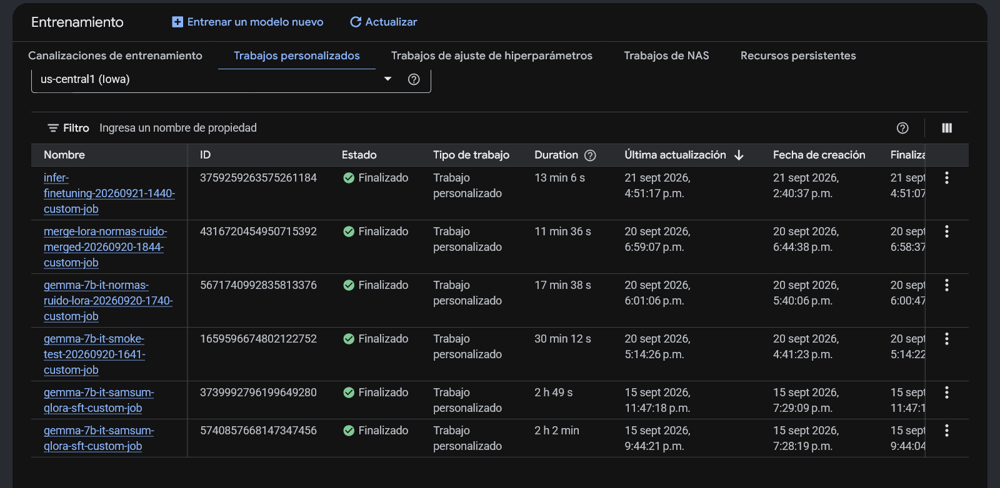 Entrenamiento
Entrenar un modelo nuevo
Actualizar
Canalizaciones de entrenamiento
Trabajos personalizados
Trabajos de ajuste de hiperparámetros
Trabajos de NAS
Recursos persistentes
us-central1 (Iowa)
Filtro Ingresa un nombre de propiedad
Nombre ID Estado Tipo de trabajo Duration Última actualización Fecha de creación Finaliza
infer- 3759259263575261184 Finalizado Trabajo 13 min 6 s 21 sept 2026, 21 sept 2026, 21 sept
finetuning-20260921-1440- personalizado 4:51:17 p.m. 2:40:37 p.m. 4:51:07
custom-job
merge-lora-normas-ruido- 4316720454950715392 Finalizado Trabajo 11 min 36 s 20 sept 2026, 20 sept 2026, 20 sept
merged-20260920-1844- personalizado 6:59:07 p.m. 6:44:38 p.m. 6:58:37
custom-job
gemma-7b-it-normas- 5671740992835813376 Finalizado Trabajo 17 min 38 s 20 sept 2026, 20 sept 2026, 20 sept
ruido-lora-20260920-1740- personalizado 6:01:06 p.m. 5:40:06 p.m. 6:00:47
custom-job
gemma-7b-it-smoke- 1659596674802122752 Finalizado Trabajo 30 min 12 s 20 sept 2026, 20 sept 2026, 20 sept
test-20260920-1641- personalizado 5:14:26 p.m. 4:41:23 p.m. 5:14:22
custom-job
gemma-7b-it-samsum- 3739992796199649280 Finalizado Trabajo 2 h 49 s 15 sept 2026, 15 sept 2026, 15 sept
qlora-sft-custom-job personalizado 11:47:18 p.m. 7:29:09 p.m. 11:47:1
gemma-7b-it-samsum- 5740857668147347456 Finalizado Trabajo 2 h 2 min 15 sept 2026, 15 sept 2026, 15 sept
qlora-sft-custom-job personalizado 9:44:21 p.m. 7:28:19 p.m. 9:44:04